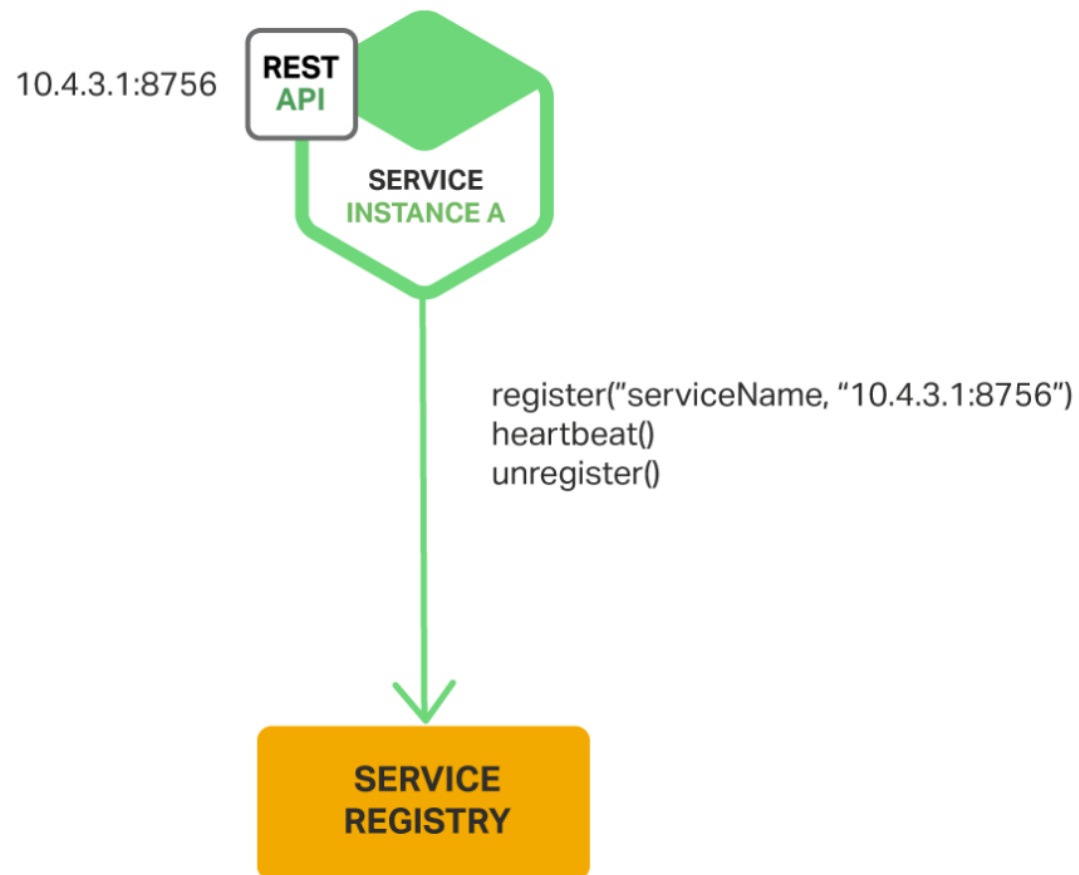 10.4.3.1:8756
REST
API
SERVICE
INSTANCE A
register(”serviceName, “10.4.3.1:8756”)
heartbeat()
unregister()
SERVICE
REGISTRY